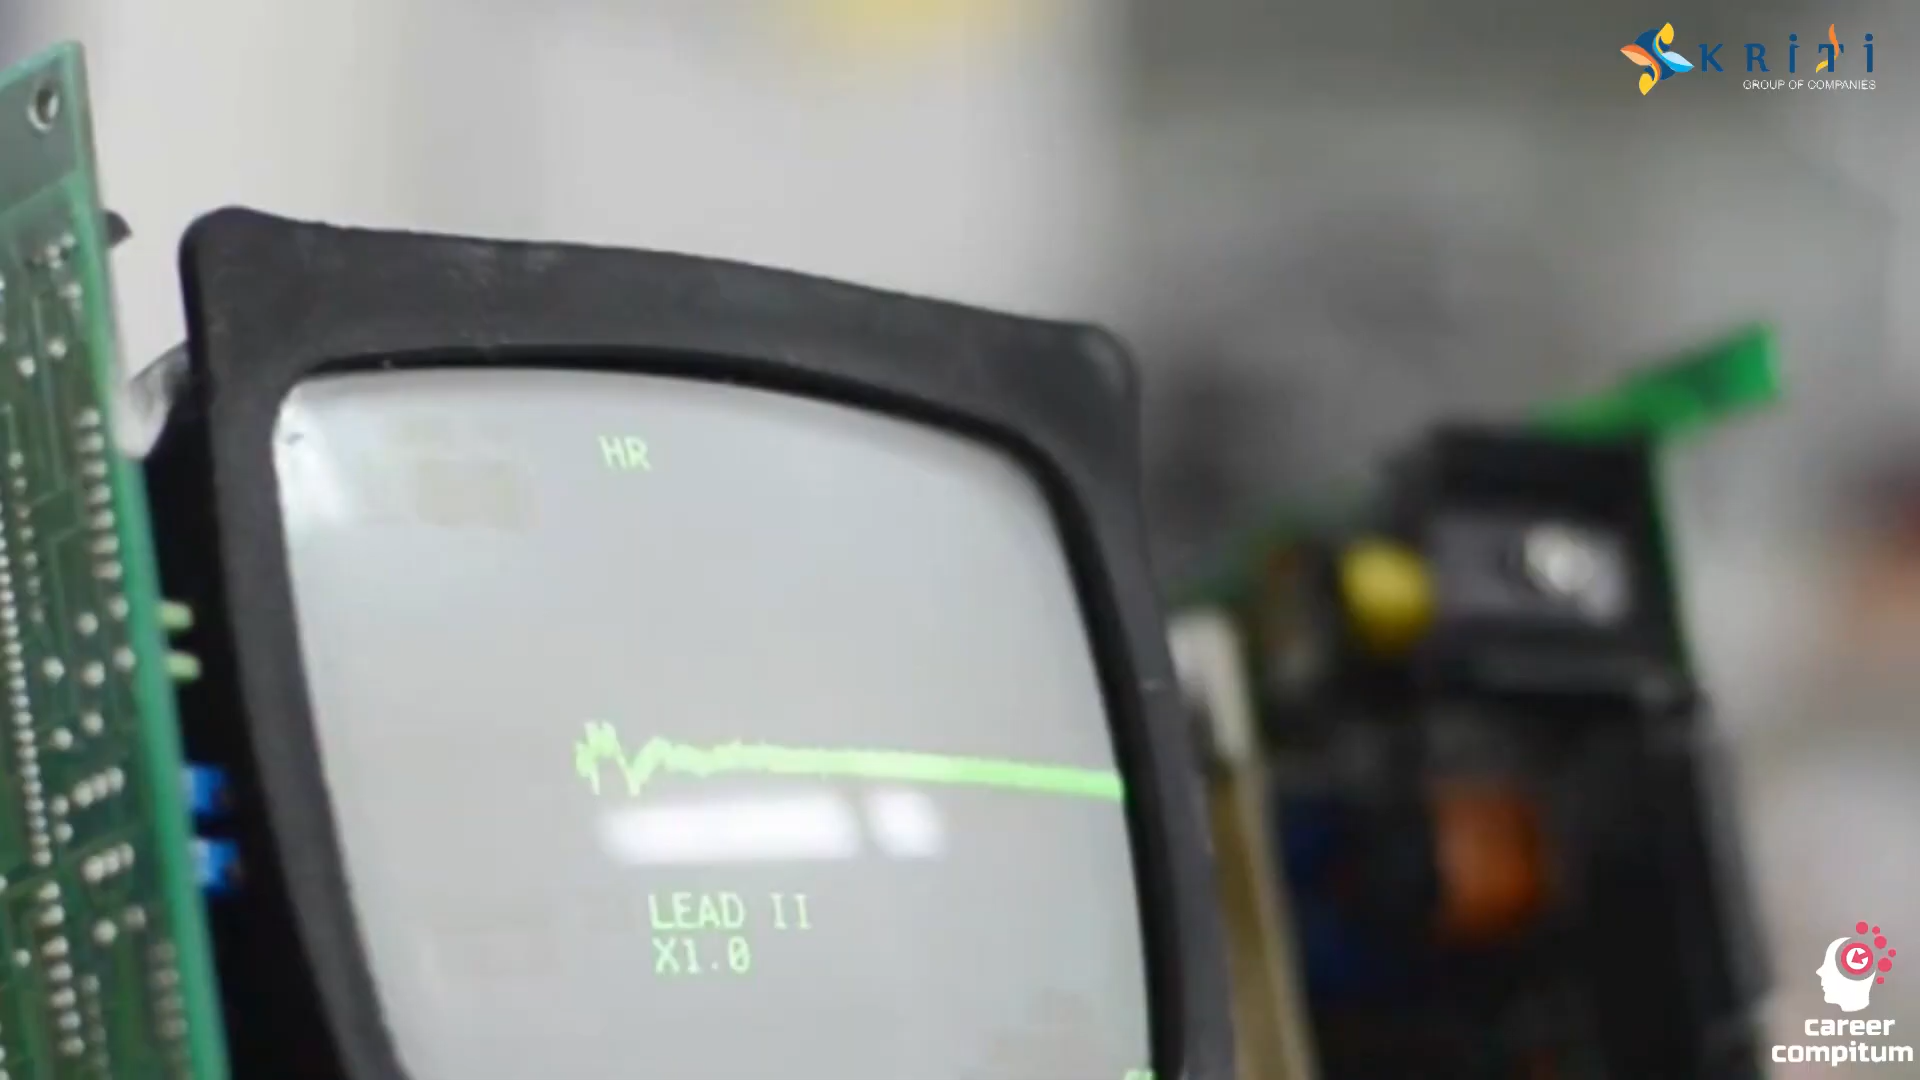 KRITI
GROUP OF COMPANIES
HR
LEAD II
X1.0
career
compitum